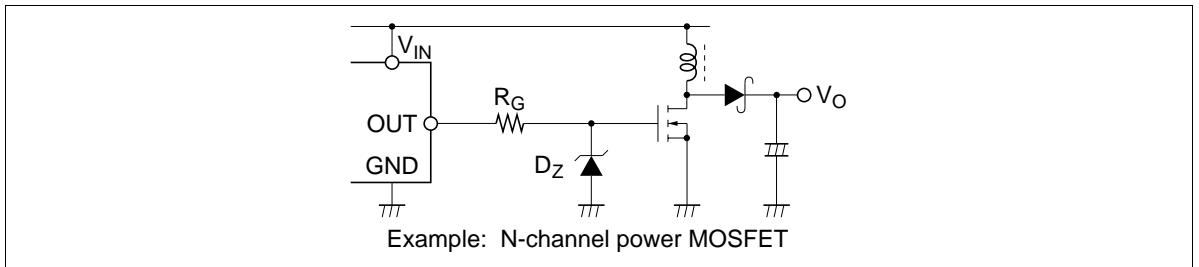 VIN
RG
VO
OUT
GND
DZ
Example: N-channel power MOSFET